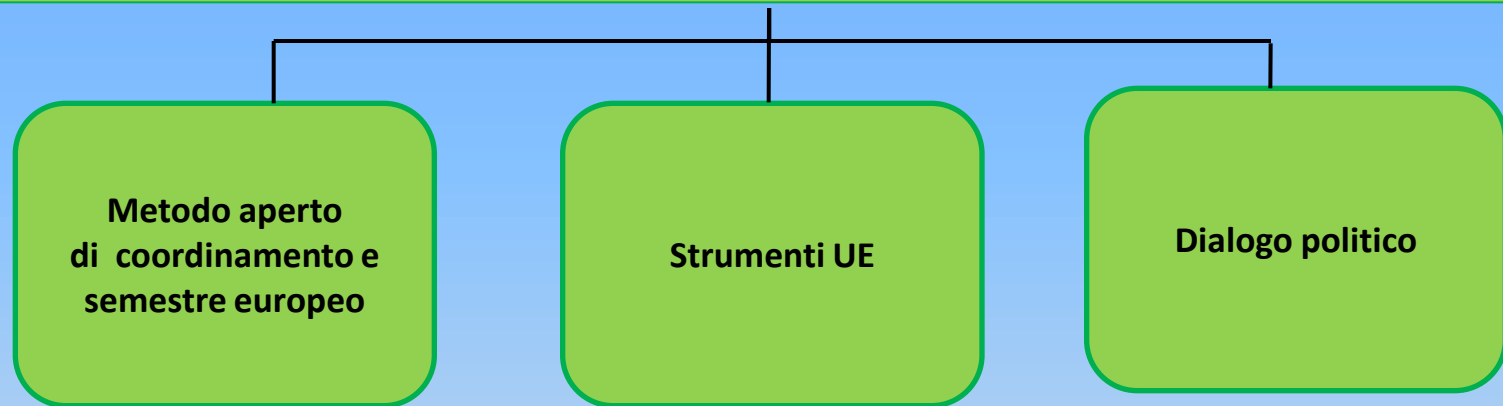 Metodo aperto
di  coordinamento e
semestre europeo
Strumenti UE
Dialogo politico